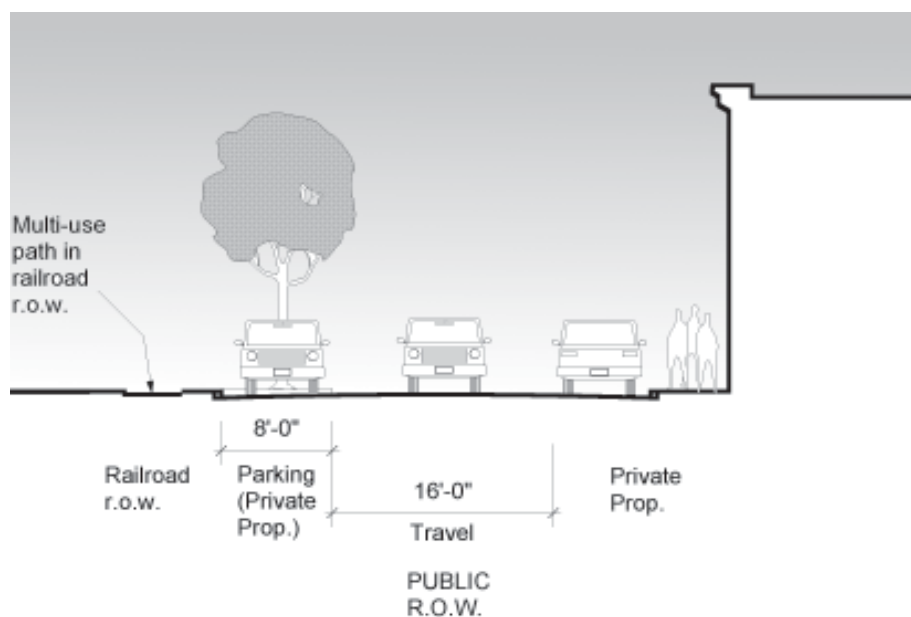 Multi-use
path in
railroad
r.o.w.
8'-0"
Railroad
r.o.w.
Parking
(Private
Prop.)
16'-0"
Travel
Private
Prop.
PUBLIC
R.O.W.